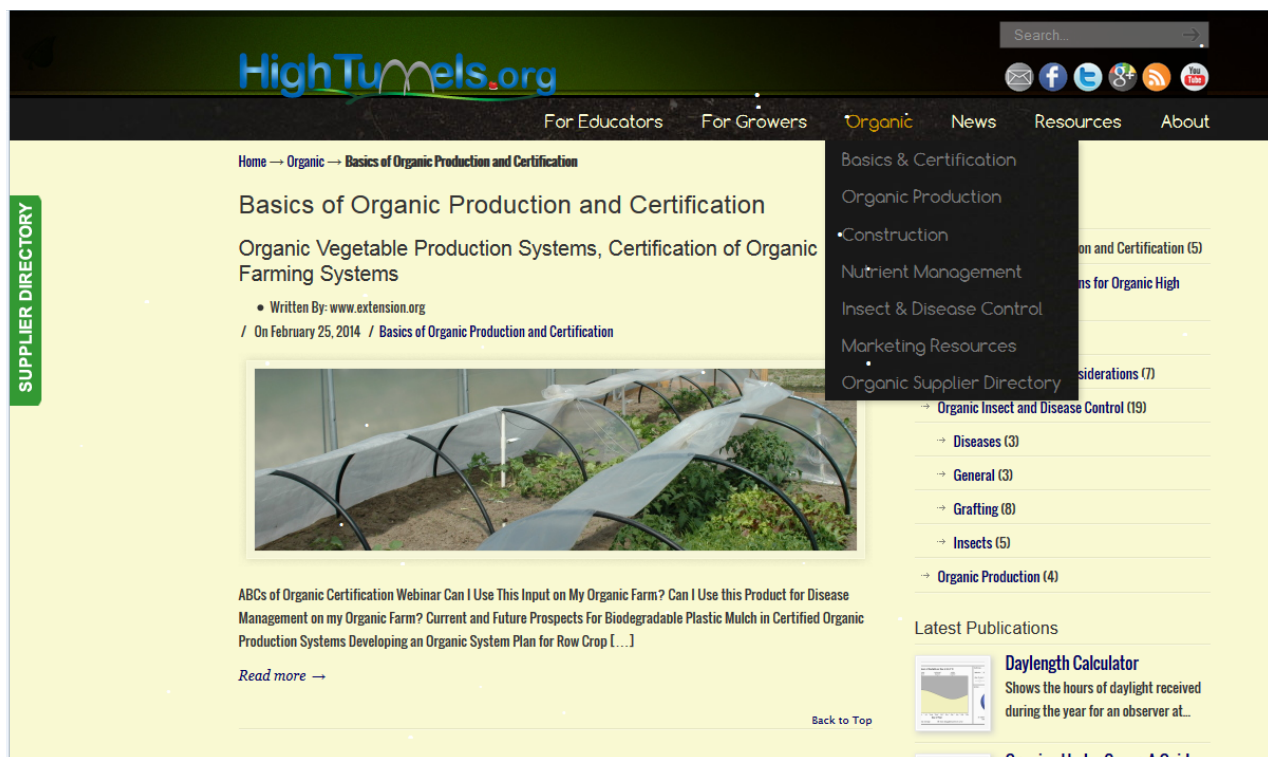 HighTunnels.org
Search...
You
Tube
For Educators For Growers Organic News Resources About
Home → Organic → Basics of Organic Production and Certification
Basics & Certification
Organic Production
Construction
Nutrient Management
Insect & Disease Control
Marketing Resources
Organic Supplier Directory
SUPPLIER DIRECTORY
Basics of Organic Production and Certification
Organic Vegetable Production Systems, Certification of Organic
Farming Systems
• Written By: www.extension.org
/ On February 25, 2014 / Basics of Organic Production and Certification
ABCs of Organic Certification Webinar Can I Use This Input on My Organic Farm? Can I Use this Product for Disease
Management on my Organic Farm? Current and Future Prospects For Biodegradable Plastic Mulch in Certified Organic
Production Systems Developing an Organic System Plan for Row Crop […]
Read more →
Back to Top
on and Certification (5)
ns for Organic High
siderations (7)
→ Organic Insect and Disease Control (19)
→ Diseases (3)
→ General (3)
→ Grafting (8)
→ Insects (5)
→ Organic Production (4)
Latest Publications
Daylength Calculator
Shows the hours of daylight received
during the year for an observer at...